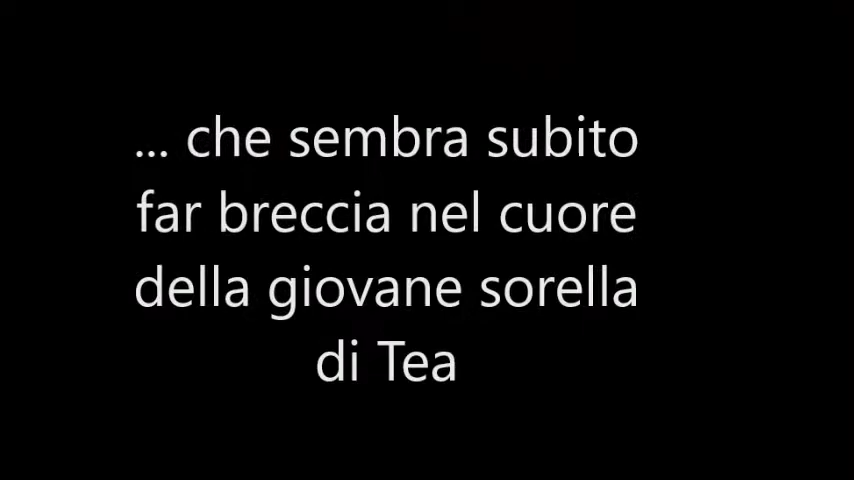 ... che sembra subito
far breccia nel cuore
della giovane sorella
di Tea